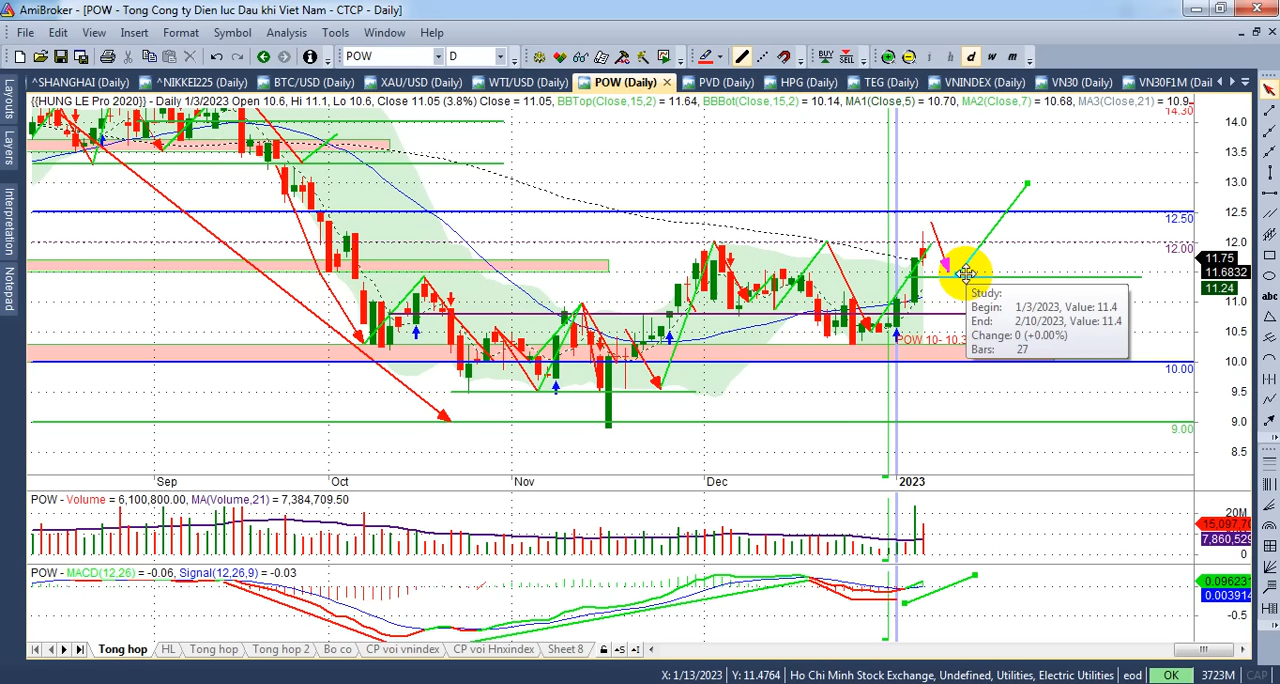 AmiBroker - [POW - Tong Cong ty Dien luc Dau khi Viet Nam - CTCP - Daily]
File Edit View Insert Format Symbol Analysis Tools Window Help
POW D BUY SELL i h d w m
^SHANGHAI (Daily) ^NIKKEI225 (Daily) BTC/USD (Daily) XAU/USD (Daily) WTI/USD (Daily) POW (Daily) PVD (Daily) HPG (Daily) TEG (Daily) VNINDEX (Daily) VN30 (Daily) VN30F1M (Dail
Layouts
Layers
Interpretation
Notepad
abc
{{HUNG LE Pro 2020}} - Daily 1/3/2023 Open 10.6, Hi 11.1, Lo 10.6, Close 11.05 (3.8%) Close = 11.05, BBTop(Close,15,2) = 11.64, BBBot(Close,15,2) = 10.14, MA1(Close,5) = 10.70, MA2(Close,7) = 10.68, MA3(Close,21) = 10.9
14.30
14.0
13.5
13.0
12.5
12.50
12.0
12.00
11.75
11.6832
11.24
11.0
10.5
10.0
10.00
9.5
9.0
9.00
8.5
Study:
Begin: 1/3/2023, Value: 11.4
End: 2/10/2023, Value: 11.4
Change: 0 (+0.00%)
Bars: 27
POW 10- 10.3
Sep Oct Nov Dec 2023
POW - Volume = 6,100,800.00, MA(Volume,21) = 7,384,709.50
20M
15,097,70
7,860,529
0
POW - MACD(12,26) = -0.06, Signal(12,26,9) = -0.03
0.096231
0.003914
-0.5
Tong hop HL Tong hop Tong hop 2 Bo co CP voi vnindex CP voi Hnxindex Sheet 8
X: 1/13/2023 Y: 11.4764 Ho Chi Minh Stock Exchange, Undefined, Utilities, Electric Utilities eod OK 3723M CAP